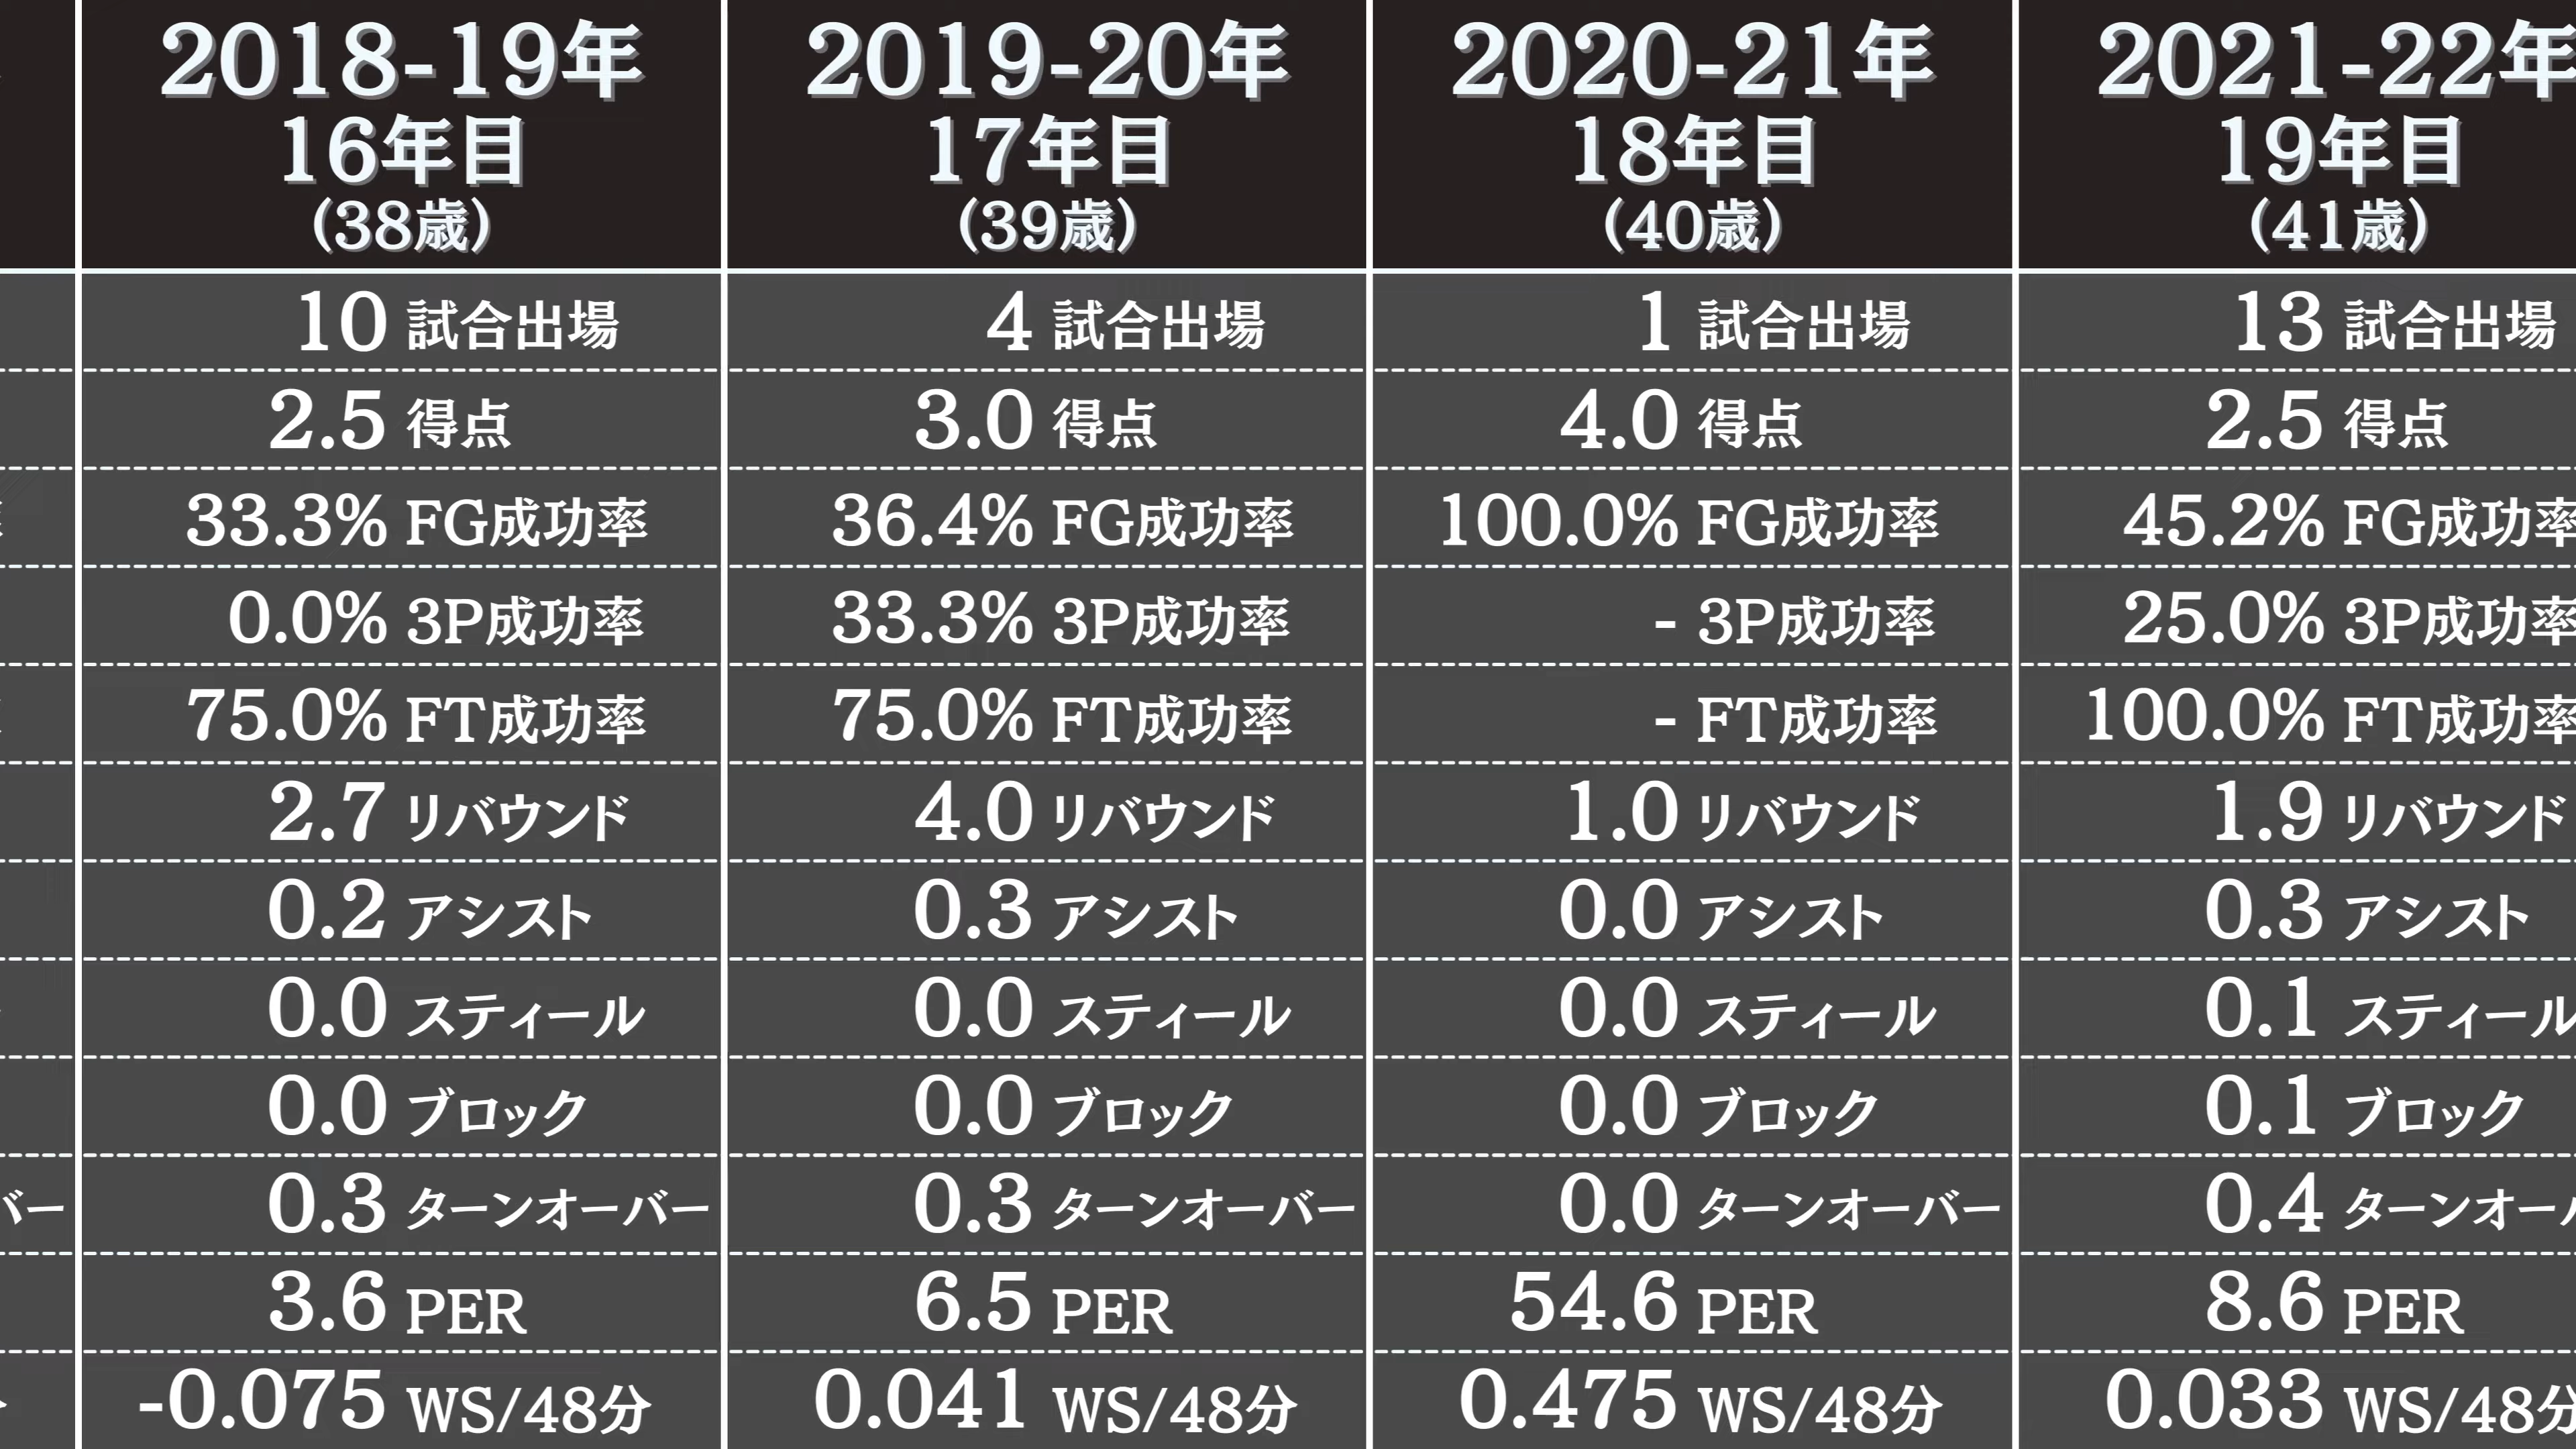 2018-19年
16年目
(38歳)
10 試合出場
2.5 得点
33.3% FG成功率
0.0% 3P成功率
75.0% FT成功率
2.7 リバウンド
0.2 アシスト
0.0 スティール
0.0 ブロック
0.3 ターンオーバー
3.6 PER
-0.075 WS/48分
2019-20年
17年目
(39歳)
4 試合出場
3.0 得点
36.4% FG成功率
33.3% 3P成功率
75.0% FT成功率
4.0 リバウンド
0.3 アシスト
0.0 スティール
0.0 ブロック
0.3 ターンオーバー
6.5 PER
0.041 WS/48分
2020-21年
18年目
(40歳)
1 試合出場
4.0 得点
100.0% FG成功率
- 3P成功率
- FT成功率
1.0 リバウンド
0.0 アシスト
0.0 スティール
0.0 ブロック
0.0 ターンオーバー
54.6 PER
0.475 WS/48分
2021-22年
19年目
(41歳)
13 試合出場
2.5 得点
45.2% FG成功率
25.0% 3P成功率
100.0% FT成功率
1.9 リバウンド
0.3 アシスト
0.1 スティール
0.1 ブロック
0.4 ターンオー
8.6 PER
0.033 WS/48分